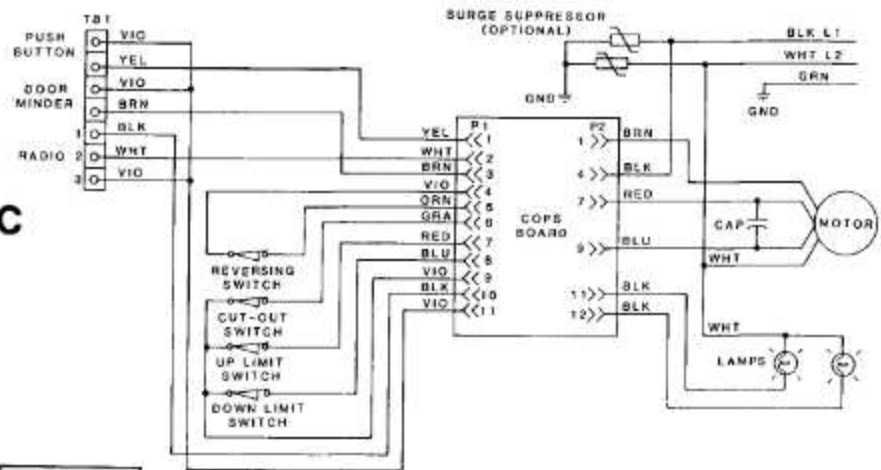 TB1
PUSH
BUTTON
VIO
YEL
DOOR
MINDER
VIO
BRN
RADIO
1 BLK
2 WHT
3 VIO
C
SURGE SUPPRESSOR
(OPTIONAL)
GND
BLK L1
WHT L2
GRN
GND
P1
YEL 1
WHT 2
BRN 3
VIO 4
ORN 5
GRA 6
RED 7
BLU 8
VIO 9
BLK 10
VIO 11
COPS
BOARD
P2
1 BRN
4 BLK
7 RED
9 BLU
11 BLK
12 BLK
CAP
MOTOR
WHT
WHT
LAMPS
REVERSING
SWITCH
CUT-OUT
SWITCH
UP LIMIT
SWITCH
DOWN LIMIT
SWITCH